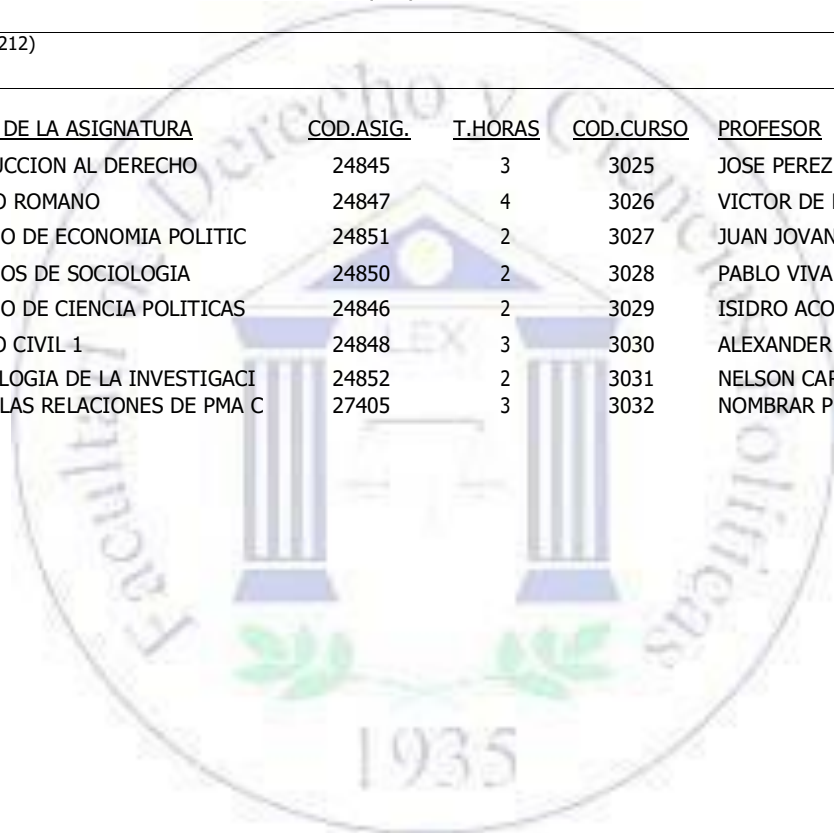 212)
DE LA ASIGNATURA COD.ASIG. T.HORAS COD.CURSO PROFESOR
UCCION AL DERECHO 24845 3 3025 JOSE PEREZ
O ROMANO 24847 4 3026 VICTOR DE
O DE ECONOMIA POLITIC 24851 2 3027 JUAN JOVAN
OS DE SOCIOLOGIA 24850 2 3028 PABLO VIVA
O DE CIENCIA POLITICAS 24846 2 3029 ISIDRO ACO
O CIVIL 1 24848 3 3030 ALEXANDER
LOGIA DE LA INVESTIGACI 24852 2 3031 NELSON CAR
LAS RELACIONES DE PMA C 27405 3 3032 NOMBRAR P
Facultad de Derecho y Ciencias Politicas
LEX
1935